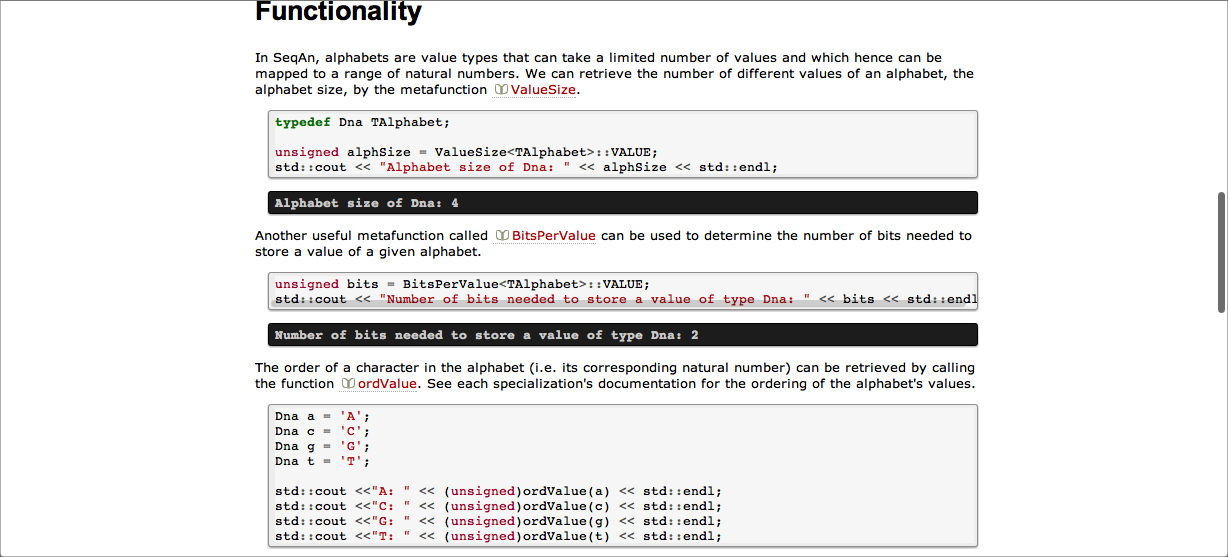 Functionality
In SeqAn, alphabets are value types that can take a limited number of values and which hence can be
mapped to a range of natural numbers. We can retrieve the number of different values of an alphabet, the
alphabet size, by the metafunction ValueSize.
typedef Dna TAlphabet;
unsigned alphSize = ValueSize<TAlphabet>::VALUE;
std::cout << "Alphabet size of Dna: " << alphSize << std::endl;
Alphabet size of Dna: 4
Another useful metafunction called BitsPerValue can be used to determine the number of bits needed to
store a value of a given alphabet.
unsigned bits = BitsPerValue<TAlphabet>::VALUE;
std::cout << "Number of bits needed to store a value of type Dna: " << bits << std::endl
Number of bits needed to store a value of type Dna: 2
The order of a character in the alphabet (i.e. its corresponding natural number) can be retrieved by calling
the function ordValue. See each specialization's documentation for the ordering of the alphabet's values.
Dna a = 'A';
Dna c = 'C';
Dna g = 'G';
Dna t = 'T';
std::cout <<"A: " << (unsigned)ordValue(a) << std::endl;
std::cout <<"C: " << (unsigned)ordValue(c) << std::endl;
std::cout <<"G: " << (unsigned)ordValue(g) << std::endl;
std::cout <<"T: " << (unsigned)ordValue(t) << std::endl;